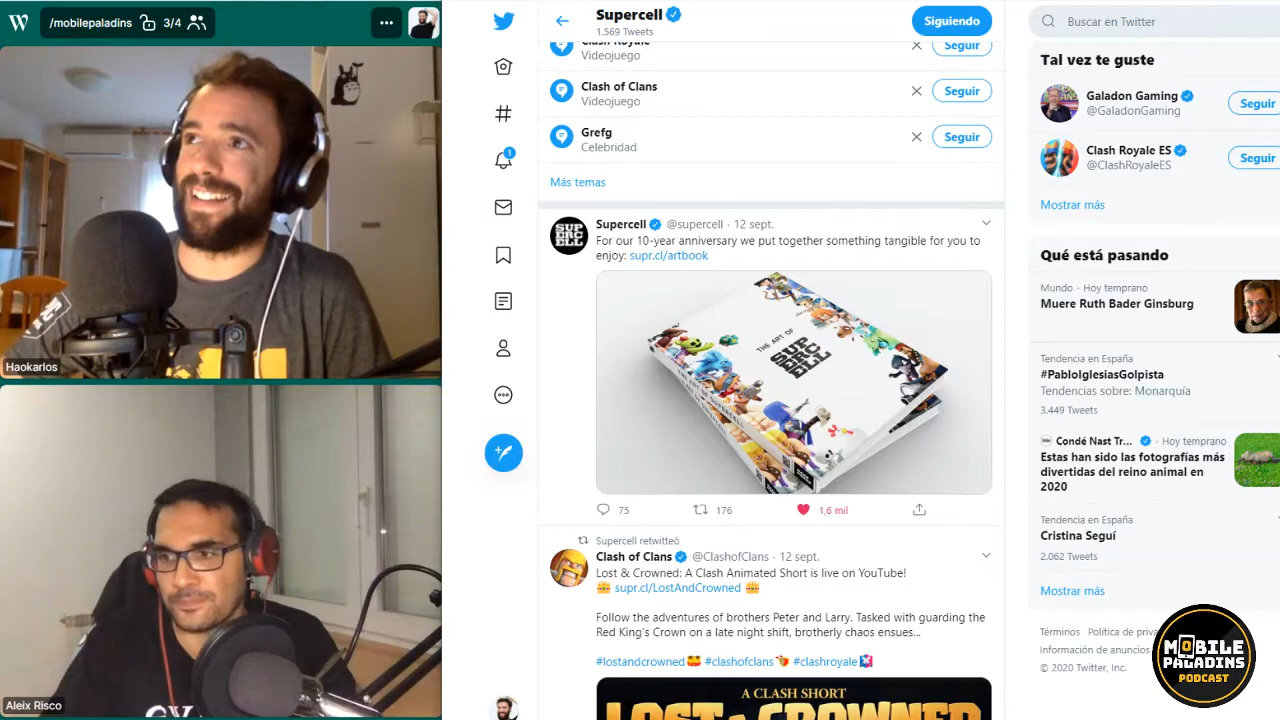 /mobilepaladins 3/4
Haokarlos
Aleix Risco
1
Supercell
1.569 Tweets
Siguiendo
Clash Royale
Videojuego
Seguir
Clash of Clans
Videojuego
Seguir
Grefg
Celebridad
Seguir
Más temas
Supercell @supercell · 12 sept.
For our 10-year anniversary we put together something tangible for you to
enjoy: supr.cl/artbook
THE ART OF
SUPERCELL
75 176 1,6 mil
Supercell retwitteó
Clash of Clans @ClashofClans · 12 sept.
Lost & Crowned: A Clash Animated Short is live on YouTube!
supr.cl/LostAndCrowned
Follow the adventures of brothers Peter and Larry. Tasked with guarding the
Red King's Crown on a late night shift, brotherly chaos ensues...
#lostandcrowned #clashofclans #clashroyale
A CLASH SHORT
LOST & CROWNED
Buscar en Twitter
Tal vez te guste
Galadon Gaming
@GaladonGaming
Seguir
Clash Royale ES
@ClashRoyaleES
Seguir
Mostrar más
Qué está pasando
Mundo · Hoy temprano
Muere Ruth Bader Ginsburg
Tendencia en España
#PabloIglesiasGolpista
Tendencias sobre: Monarquía
3.449 Tweets
Condé Nast Tr... · Hoy temprano
Estas han sido las fotografías más
divertidas del reino animal en
2020
Tendencia en España
Cristina Seguí
2.062 Tweets
Mostrar más
Términos Política de priva
Información de anuncios
© 2020 Twitter, Inc.
MOBILE
PALADINS
PODCAST